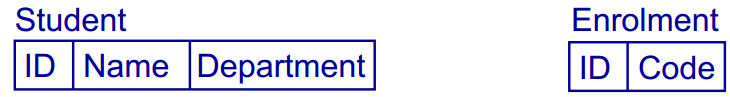 Student
ID Name Department
Enrolment
ID Code